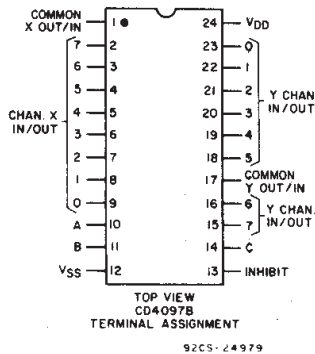 COMMON
X OUT/IN 1 24 VDD
7 2 23 0
6 3 22 1
5 4 21 2
4 5 20 3
3 6 19 4
2 7 18 5
1 8 17 COMMON
Y OUT/IN
0 9 16 6
A 10 15 7
B 11 14 C
VSS 12 13 INHIBIT
CHAN. X
IN/OUT
Y CHAN.
IN/OUT
Y CHAN.
IN/OUT
TOP VIEW
CD4097B
TERMINAL ASSIGNMENT
92CS-24979